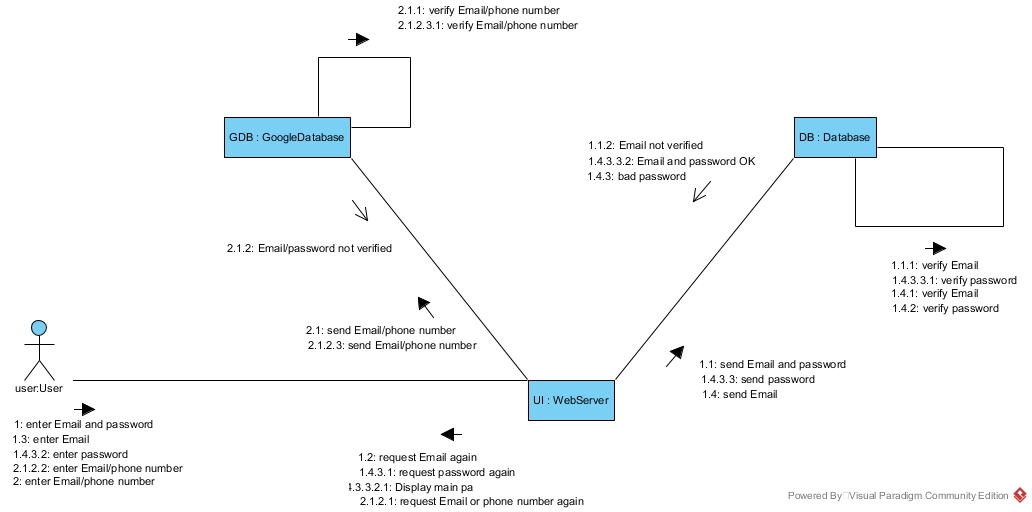 2.1.1: verify Email/phone number
2.1.2.3.1: verify Email/phone number
GDB : GoogleDatabase
DB : Database
1.1.2: Email not verified
1.4.3.3.2: Email and password OK
1.4.3: bad password
2.1.2: Email/password not verified
1.1.1: verify Email
1.4.3.3.1: verify password
1.4.1: verify Email
1.4.2: verify password
2.1: send Email/phone number
2.1.2.3: send Email/phone number
user:User
UI : WebServer
1.1: send Email and password
1.4.3.3: send password
1.4: send Email
1: enter Email and password
1.3: enter Email
1.4.3.2: enter password
2.1.2.2: enter Email/phone number
2: enter Email/phone number
1.2: request Email again
1.4.3.1: request password again
4.3.3.2.1: Display main pa
2.1.2.1: request Email or phone number again
Powered By Visual Paradigm Community Edition